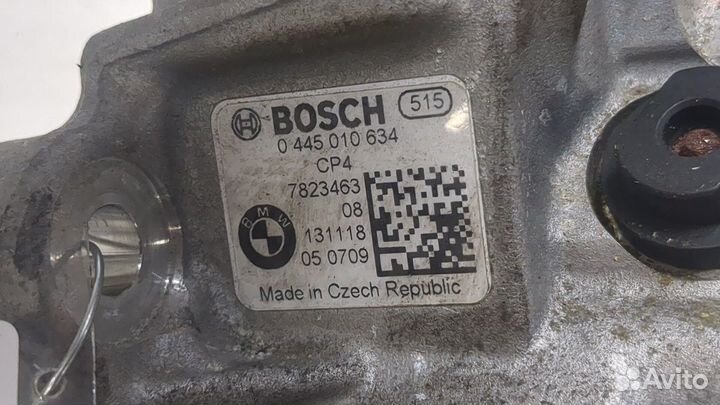 BOSCH 515
0 445 010 634
CP4
7823463
08
BMW
131118
05 0709
Made in Czech Republic
Avito